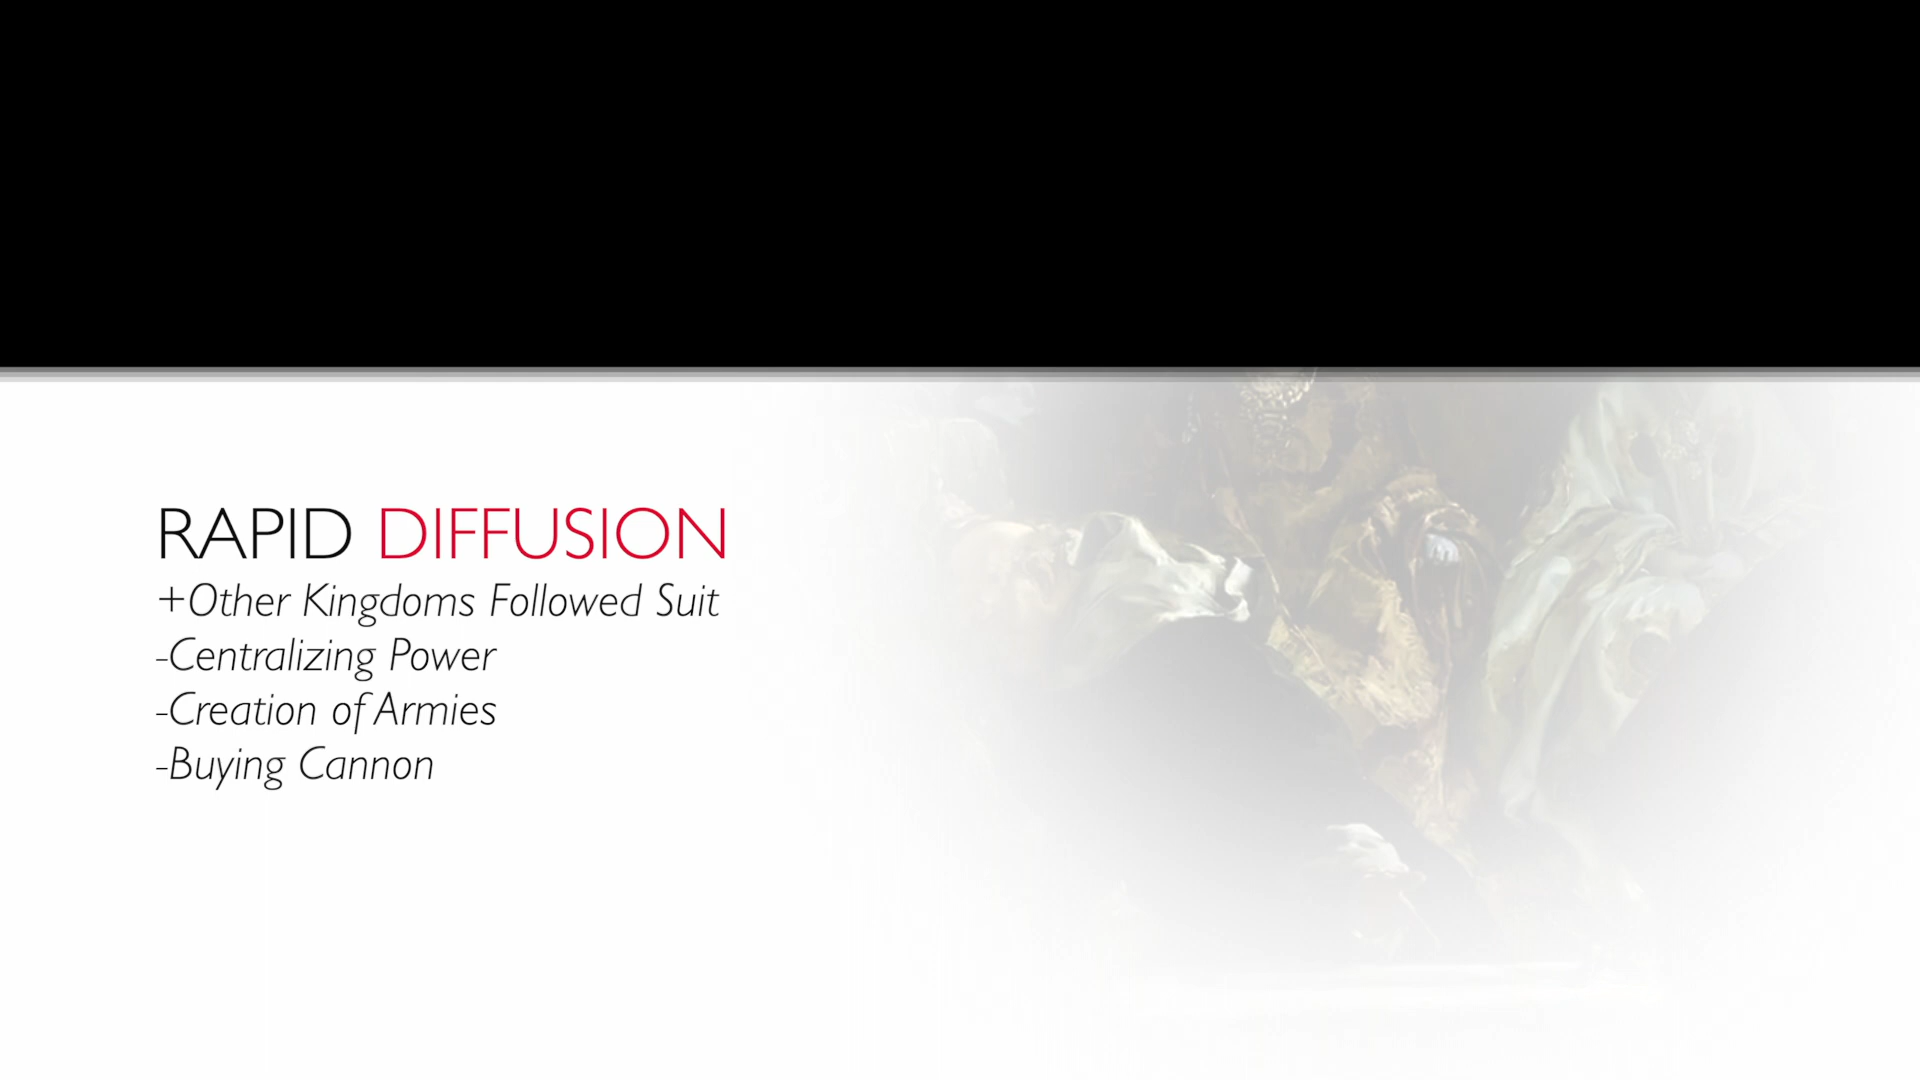 RAPID DIFFUSION
+Other Kingdoms Followed Suit
-Centralizing Power
-Creation of Armies
-Buying Cannon